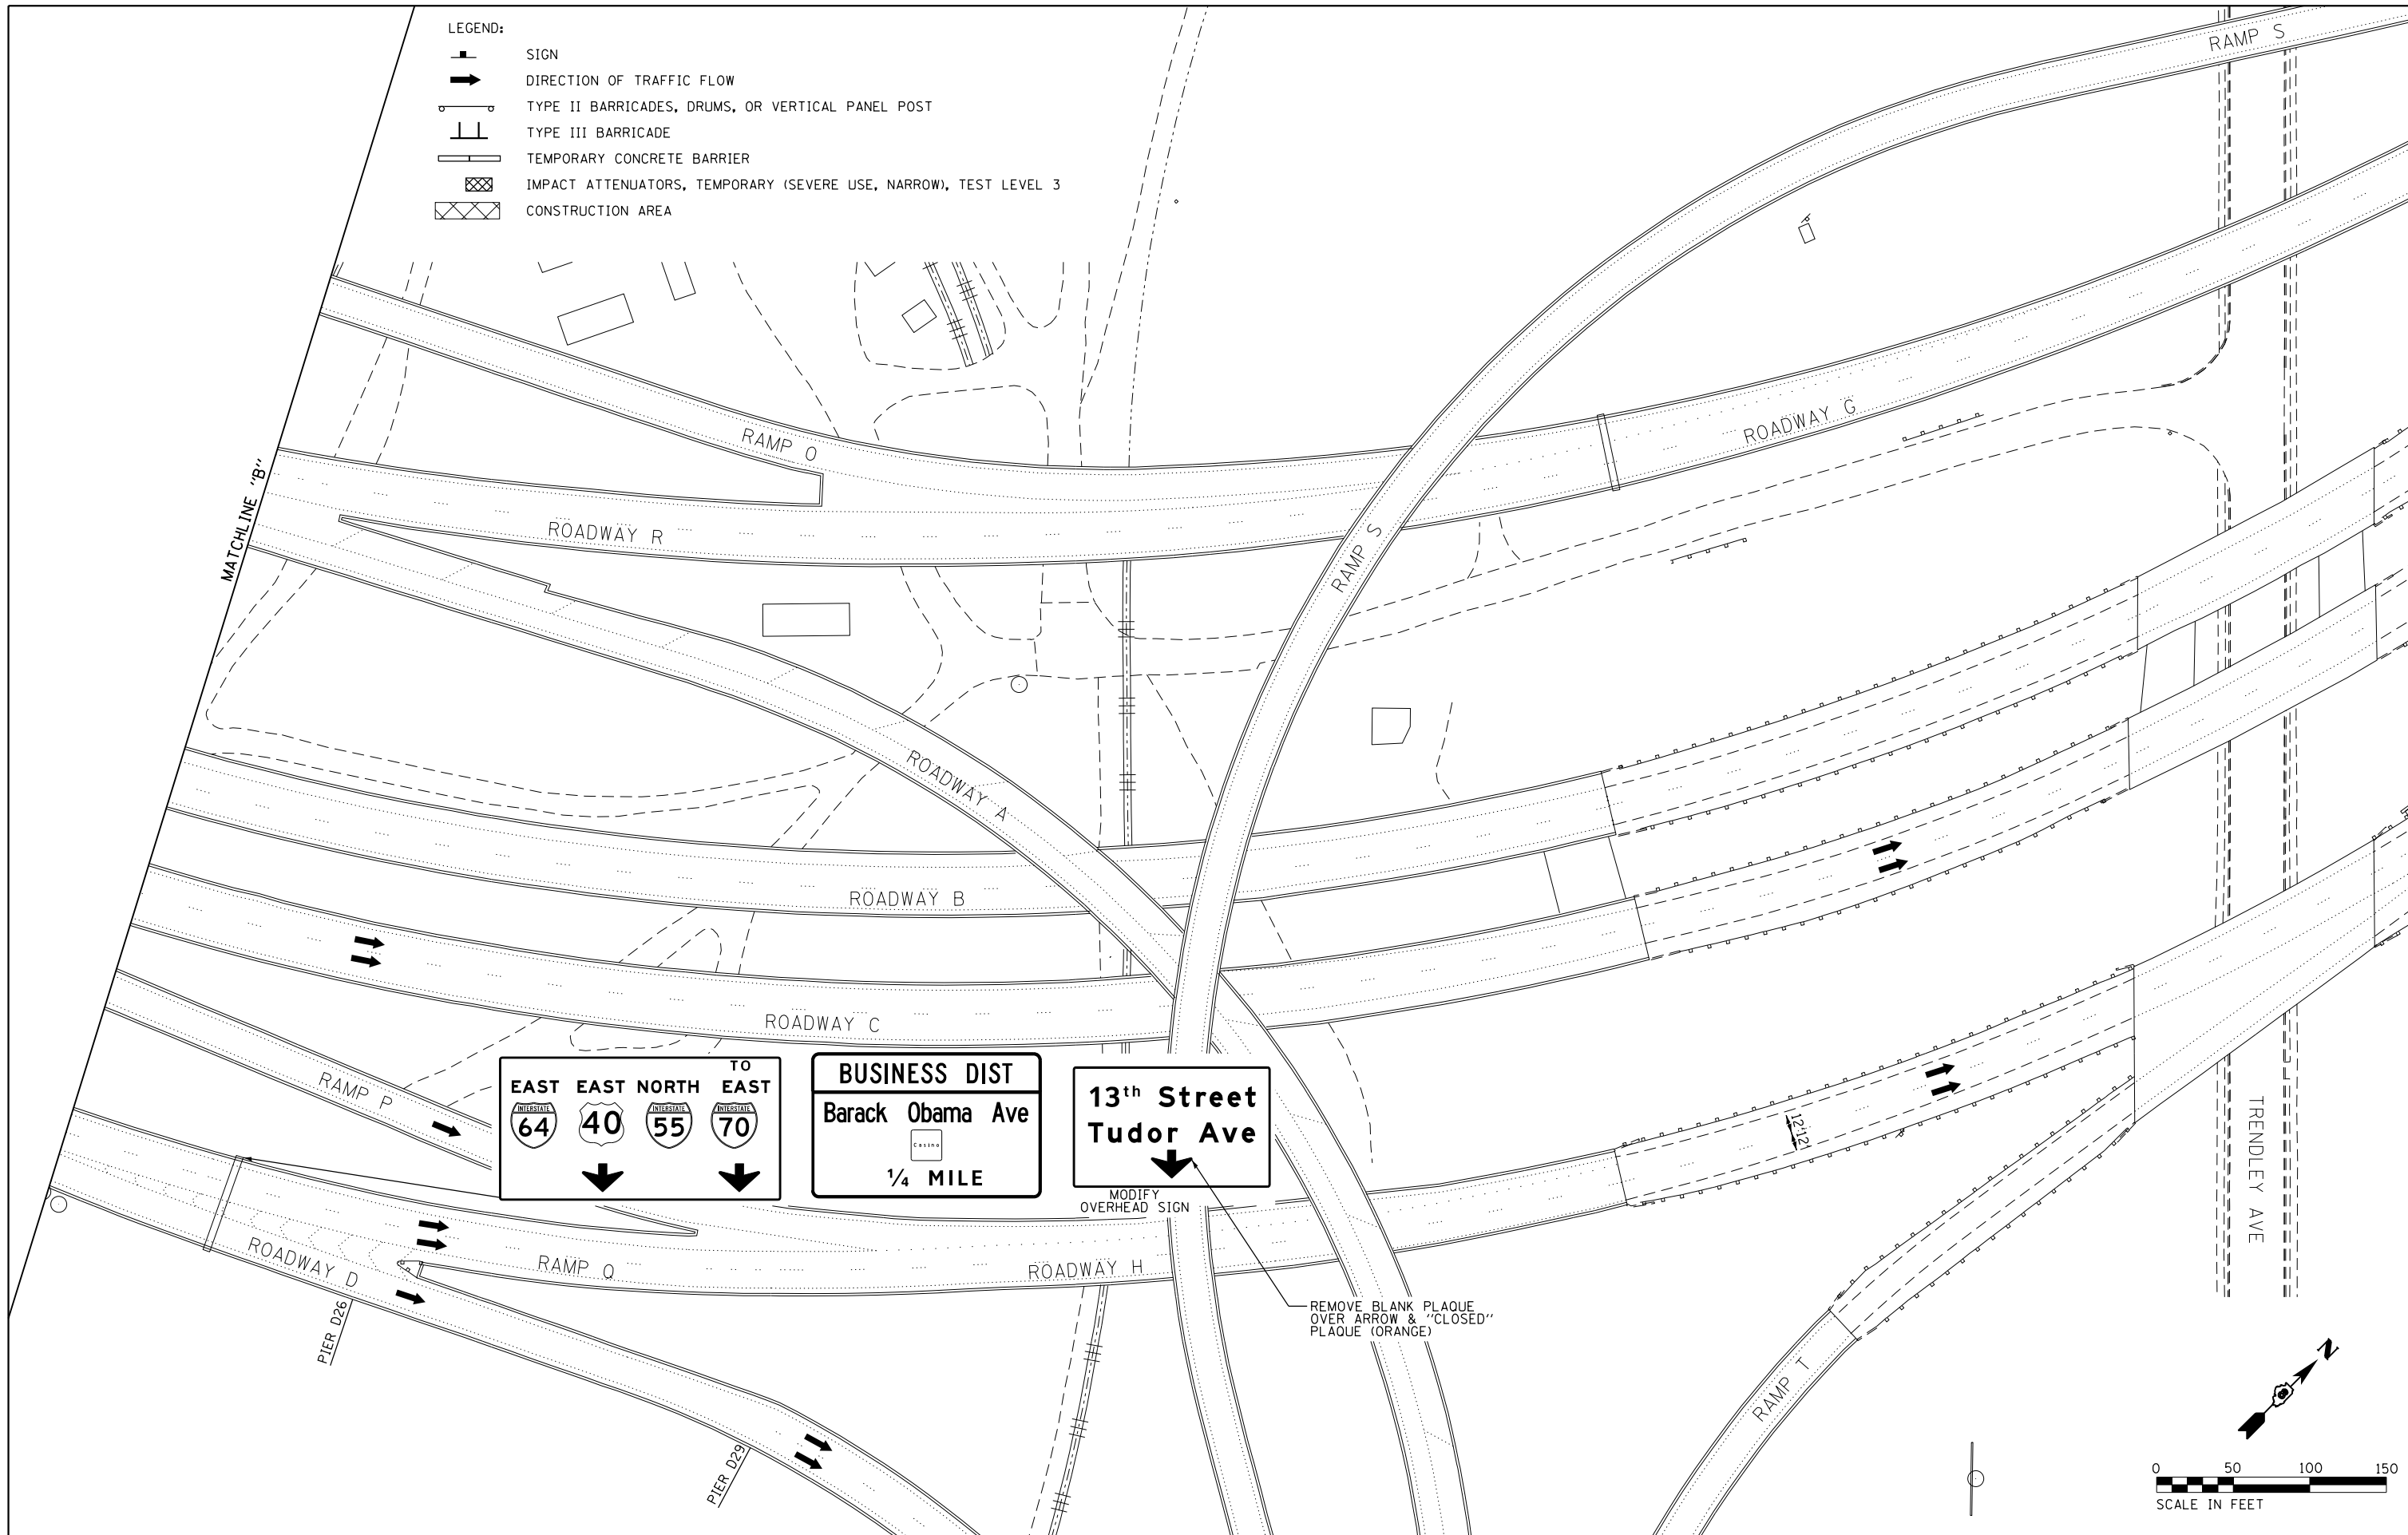 LEGEND:
SIGN
DIRECTION OF TRAFFIC FLOW
TYPE II BARRICADES, DRUMS, OR VERTICAL PANEL POST
TYPE III BARRICADE
TEMPORARY CONCRETE BARRIER
IMPACT ATTENUATORS, TEMPORARY (SEVERE USE, NARROW), TEST LEVEL 3
CONSTRUCTION AREA
RAMP S
MATCHLINE "B"
RAMP O
ROADWAY G
ROADWAY R
RAMP S
ROADWAY A
ROADWAY B
ROADWAY C
RAMP P
EAST EAST NORTH TO EAST
INTERSTATE 64
40
INTERSTATE 55
INTERSTATE 70
BUSINESS DIST
Barack Obama Ave
Casino
1/4 MILE
13th Street
Tudor Ave
MODIFY
OVERHEAD SIGN
12'12'
TRENDLEY AVE
ROADWAY D
RAMP Q
ROADWAY H
REMOVE BLANK PLAQUE
OVER ARROW & "CLOSED"
PLAQUE (ORANGE)
PIER D26
PIER D29
RAMP T
N
0 50 100 150
SCALE IN FEET